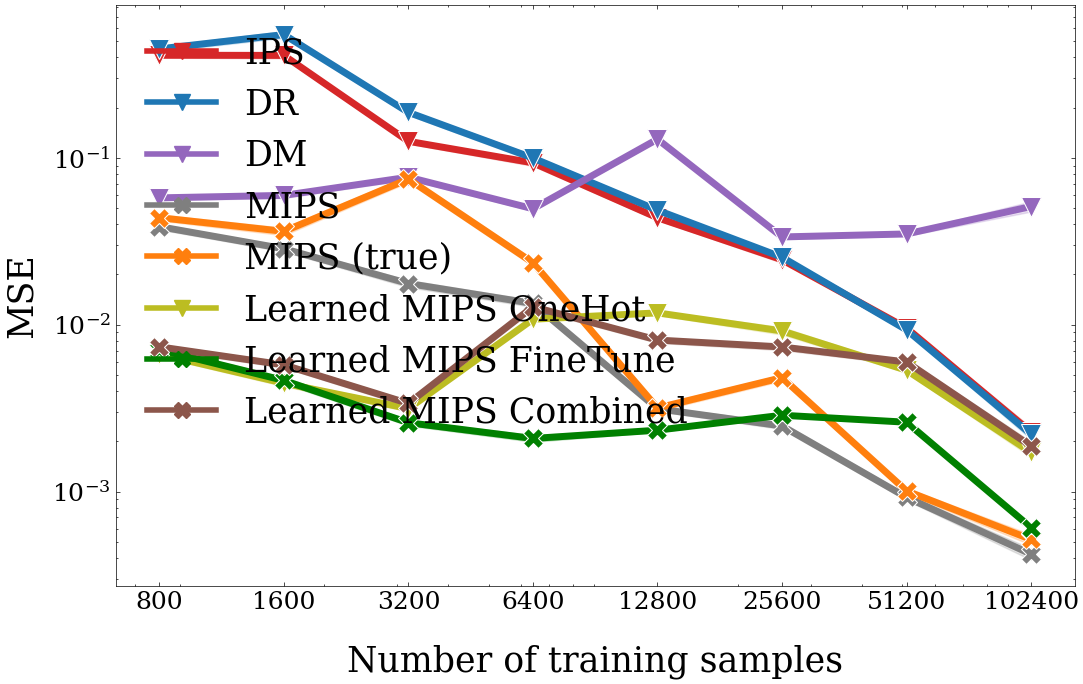 IPS
DR
DM
MIPS
MIPS (true)
Learned MIPS OneHot
Learned MIPS FineTune
Learned MIPS Combined
MSE
10⁻¹
10⁻²
10⁻³
800 1600 3200 6400 12800 25600 51200 102400
Number of training samples